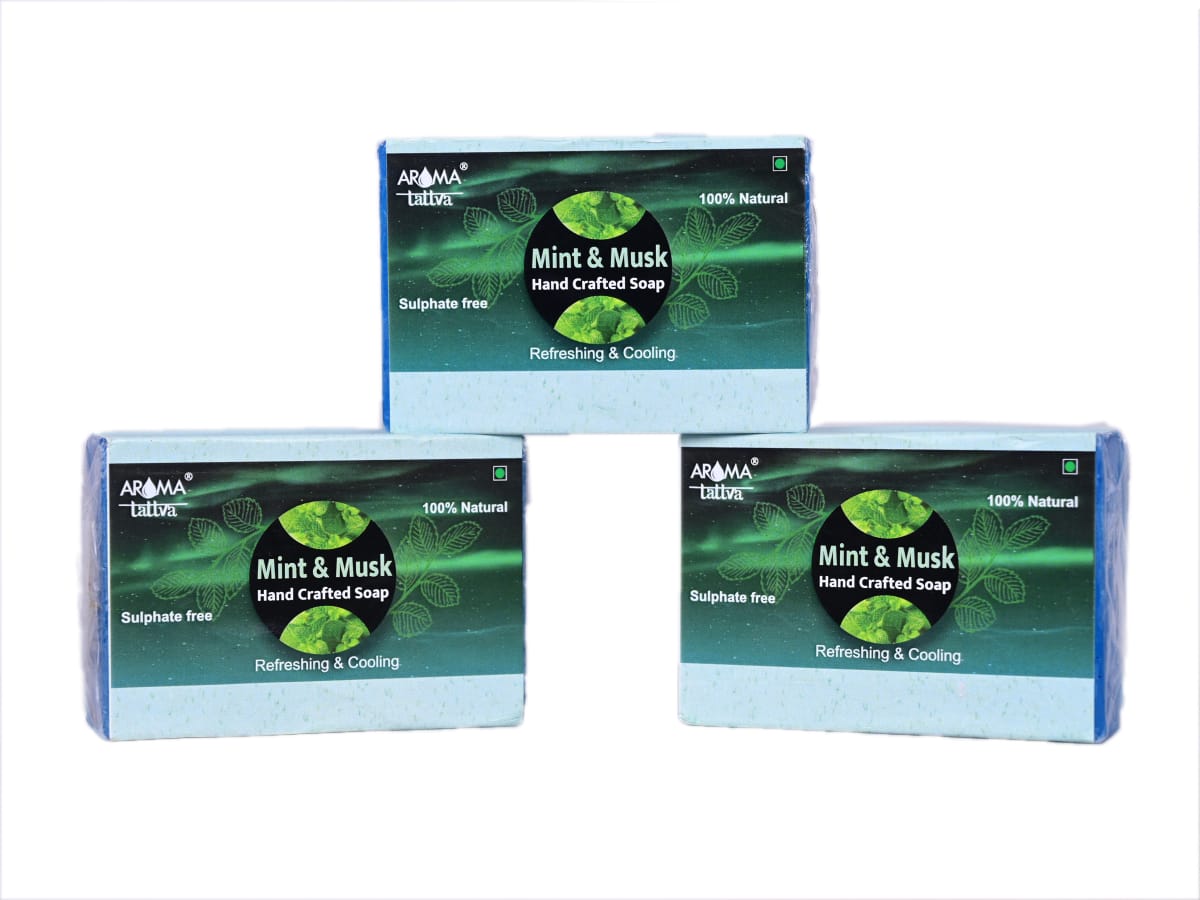 AROMA®
tattva
100% Natural
Mint & Musk
Hand Crafted Soap
Sulphate free
Refreshing & Cooling
AROMA®
tattva
100% Natural
Mint & Musk
Hand Crafted Soap
Sulphate free
Refreshing & Cooling
AROMA®
tattva
100% Natural
Mint & Musk
Hand Crafted Soap
Sulphate free
Refreshing & Cooling